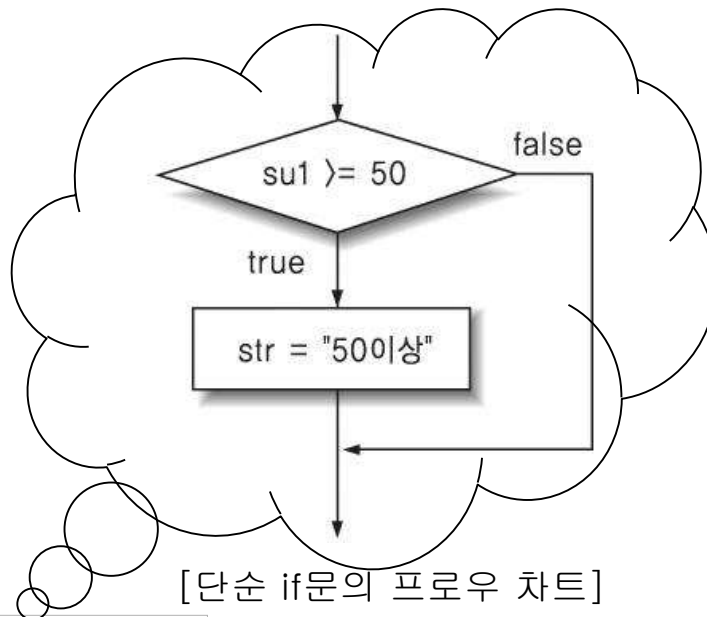 false
su1 >= 50
true
str = "50이상"
[단순 if문의 프로우 차트]